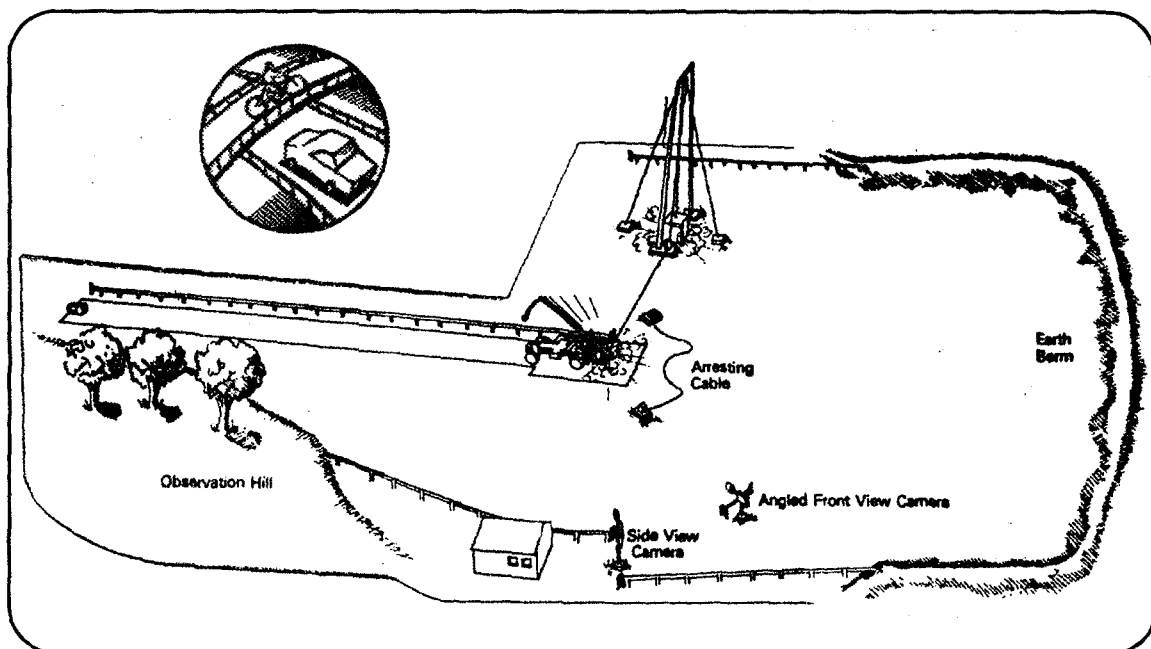 Earth
Berm
Arresting
Cable
Observation Hill
Angled Front View Camera
Side View
Camera